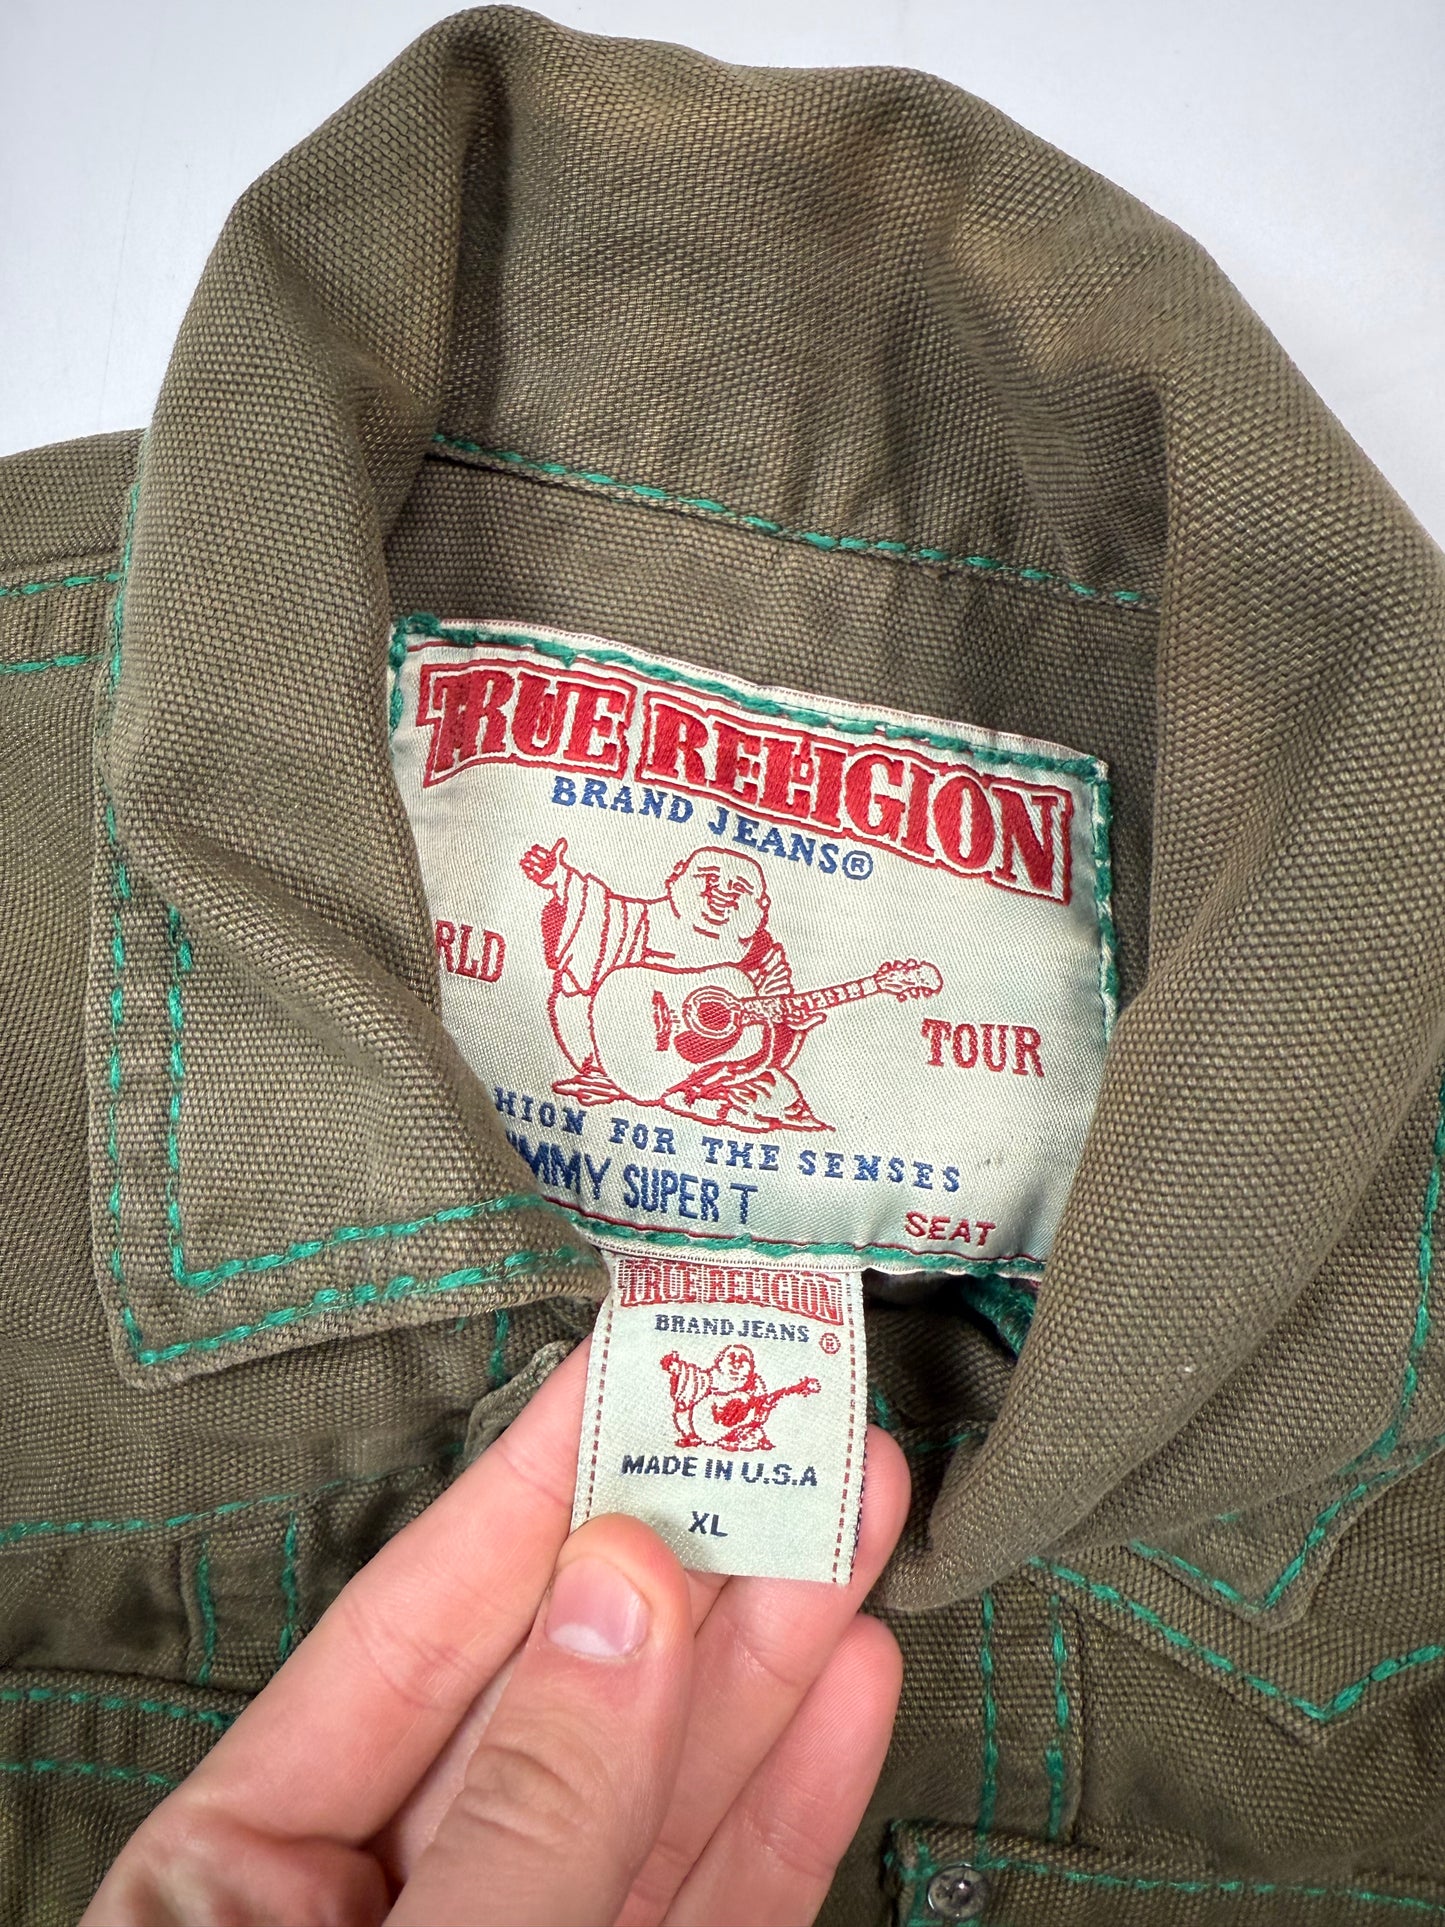 TRUE RELIGION
BRAND JEANS®
RLD TOUR
HION FOR THE SENSES
MMY SUPER T
SEAT
TRUE RELIGION
BRAND JEANS ®
MADE IN U.S.A
XL